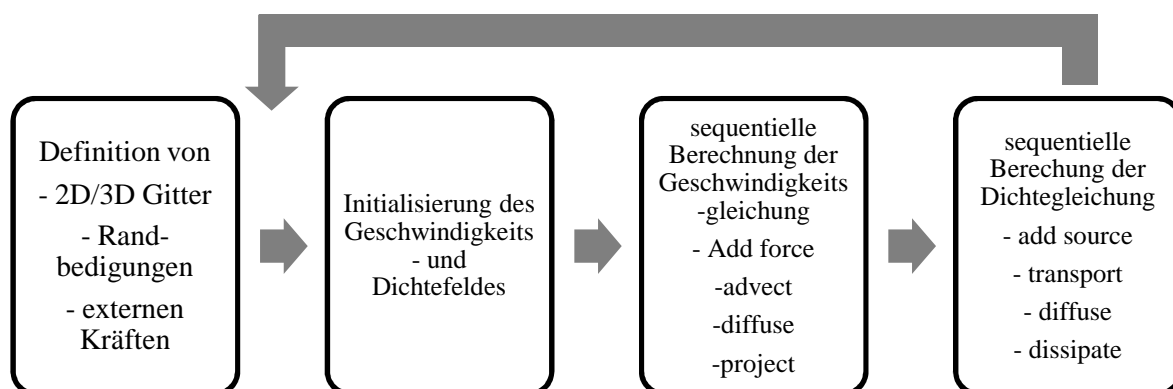 Definition von
- 2D/3D Gitter
- Rand-
bedigungen
- externen
Kräften
Initialisierung des
Geschwindigkeits
- und
Dichtefeldes
sequentielle
Berechnung der
Geschwindigkeits
-gleichung
- Add force
-advect
-diffuse
-project
sequentielle
Berechung der
Dichtegleichung
- add source
- transport
- diffuse
- dissipate